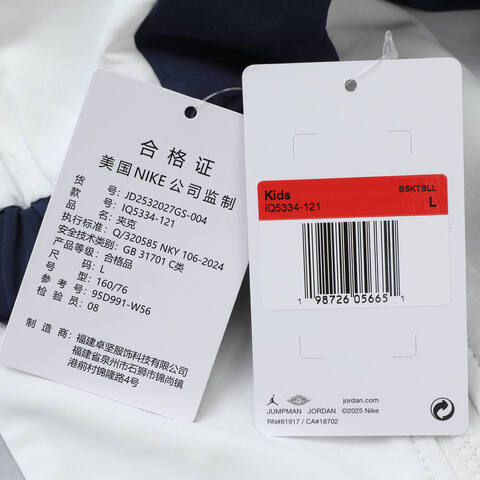 合格证
美国NIKE公司监制
货号: JD2532027GS-004
IQ5334-121
品名: 夹克
执行标准: Q/320585 NKY 106-2024
安全技术类别: GB 31701 C类
产品等级: 合格品
尺码: L
号型: 160/76
参考号: 95D991-W56
检验员: 08
制造商: 福建卓坚服饰科技有限公司
福建省泉州市石狮市锦尚镇
港前村锦隆路4号
Kids
BSKTBLL
IQ5334-121
L
1 98726 05665 1
JUMPMAN
JORDAN
jordan.com
©2025 Nike
RN#81917 / CA#18702